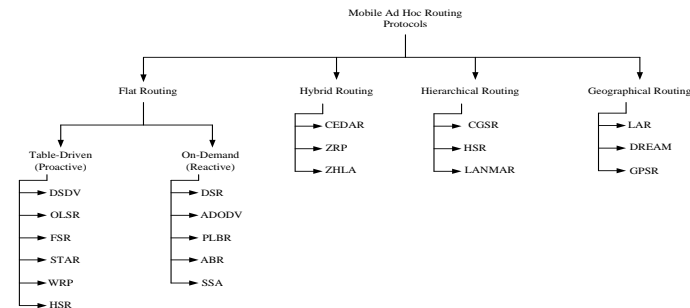 Mobile Ad Hoc Routing
Protocols
Flat Routing
Hybrid Routing
Hierarchical Routing
Geographical Routing
Table-Driven
(Proactive)
DSDV
OLSR
FSR
STAR
WRP
HSR
On-Demand
(Reactive)
DSR
ADODV
PLBR
ABR
SSA
CEDAR
ZRP
ZHLA
CGSR
HSR
LANMAR
LAR
DREAM
GPSR